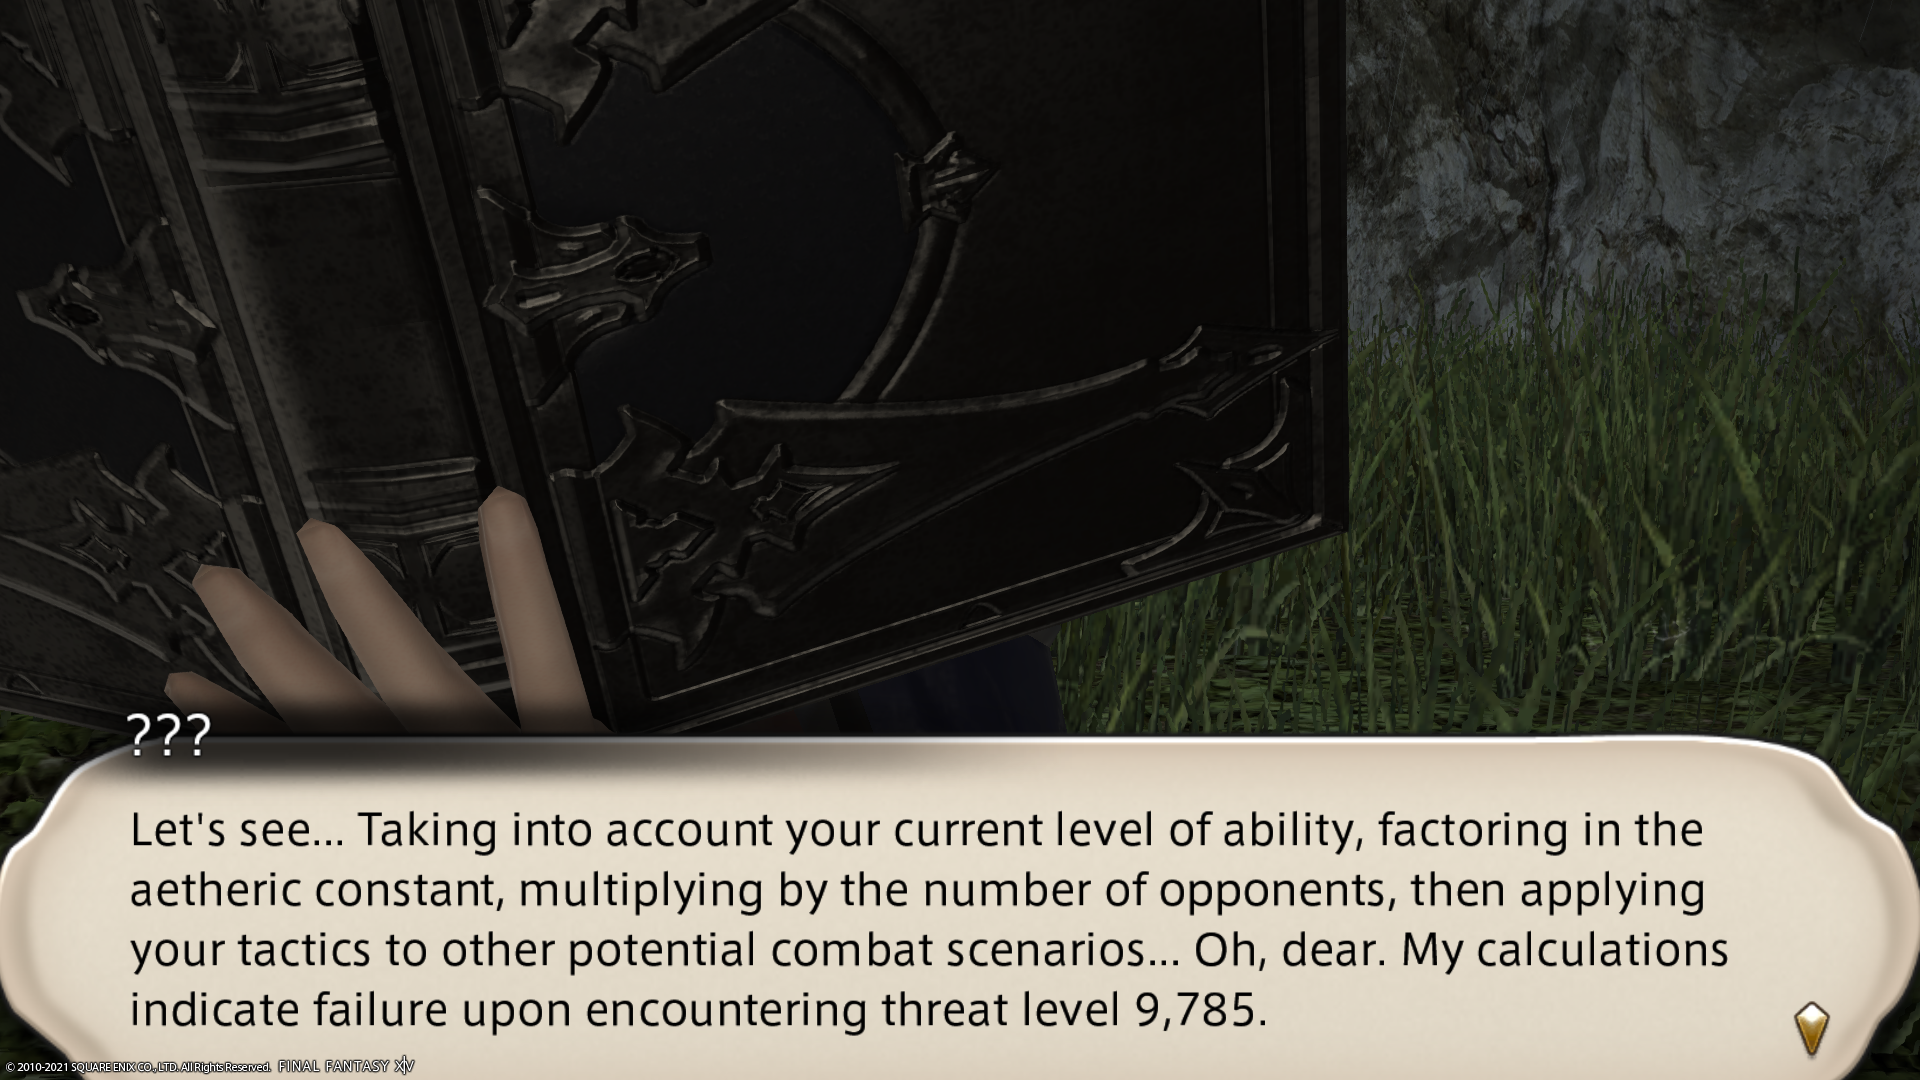 ???
Let's see... Taking into account your current level of ability, factoring in the
aetheric constant, multiplying by the number of opponents, then applying
your tactics to other potential combat scenarios... Oh, dear. My calculations
indicate failure upon encountering threat level 9,785.
© 2010-2021 SQUARE ENIX CO., LTD. All Rights Reserved. FINAL FANTASY XIV